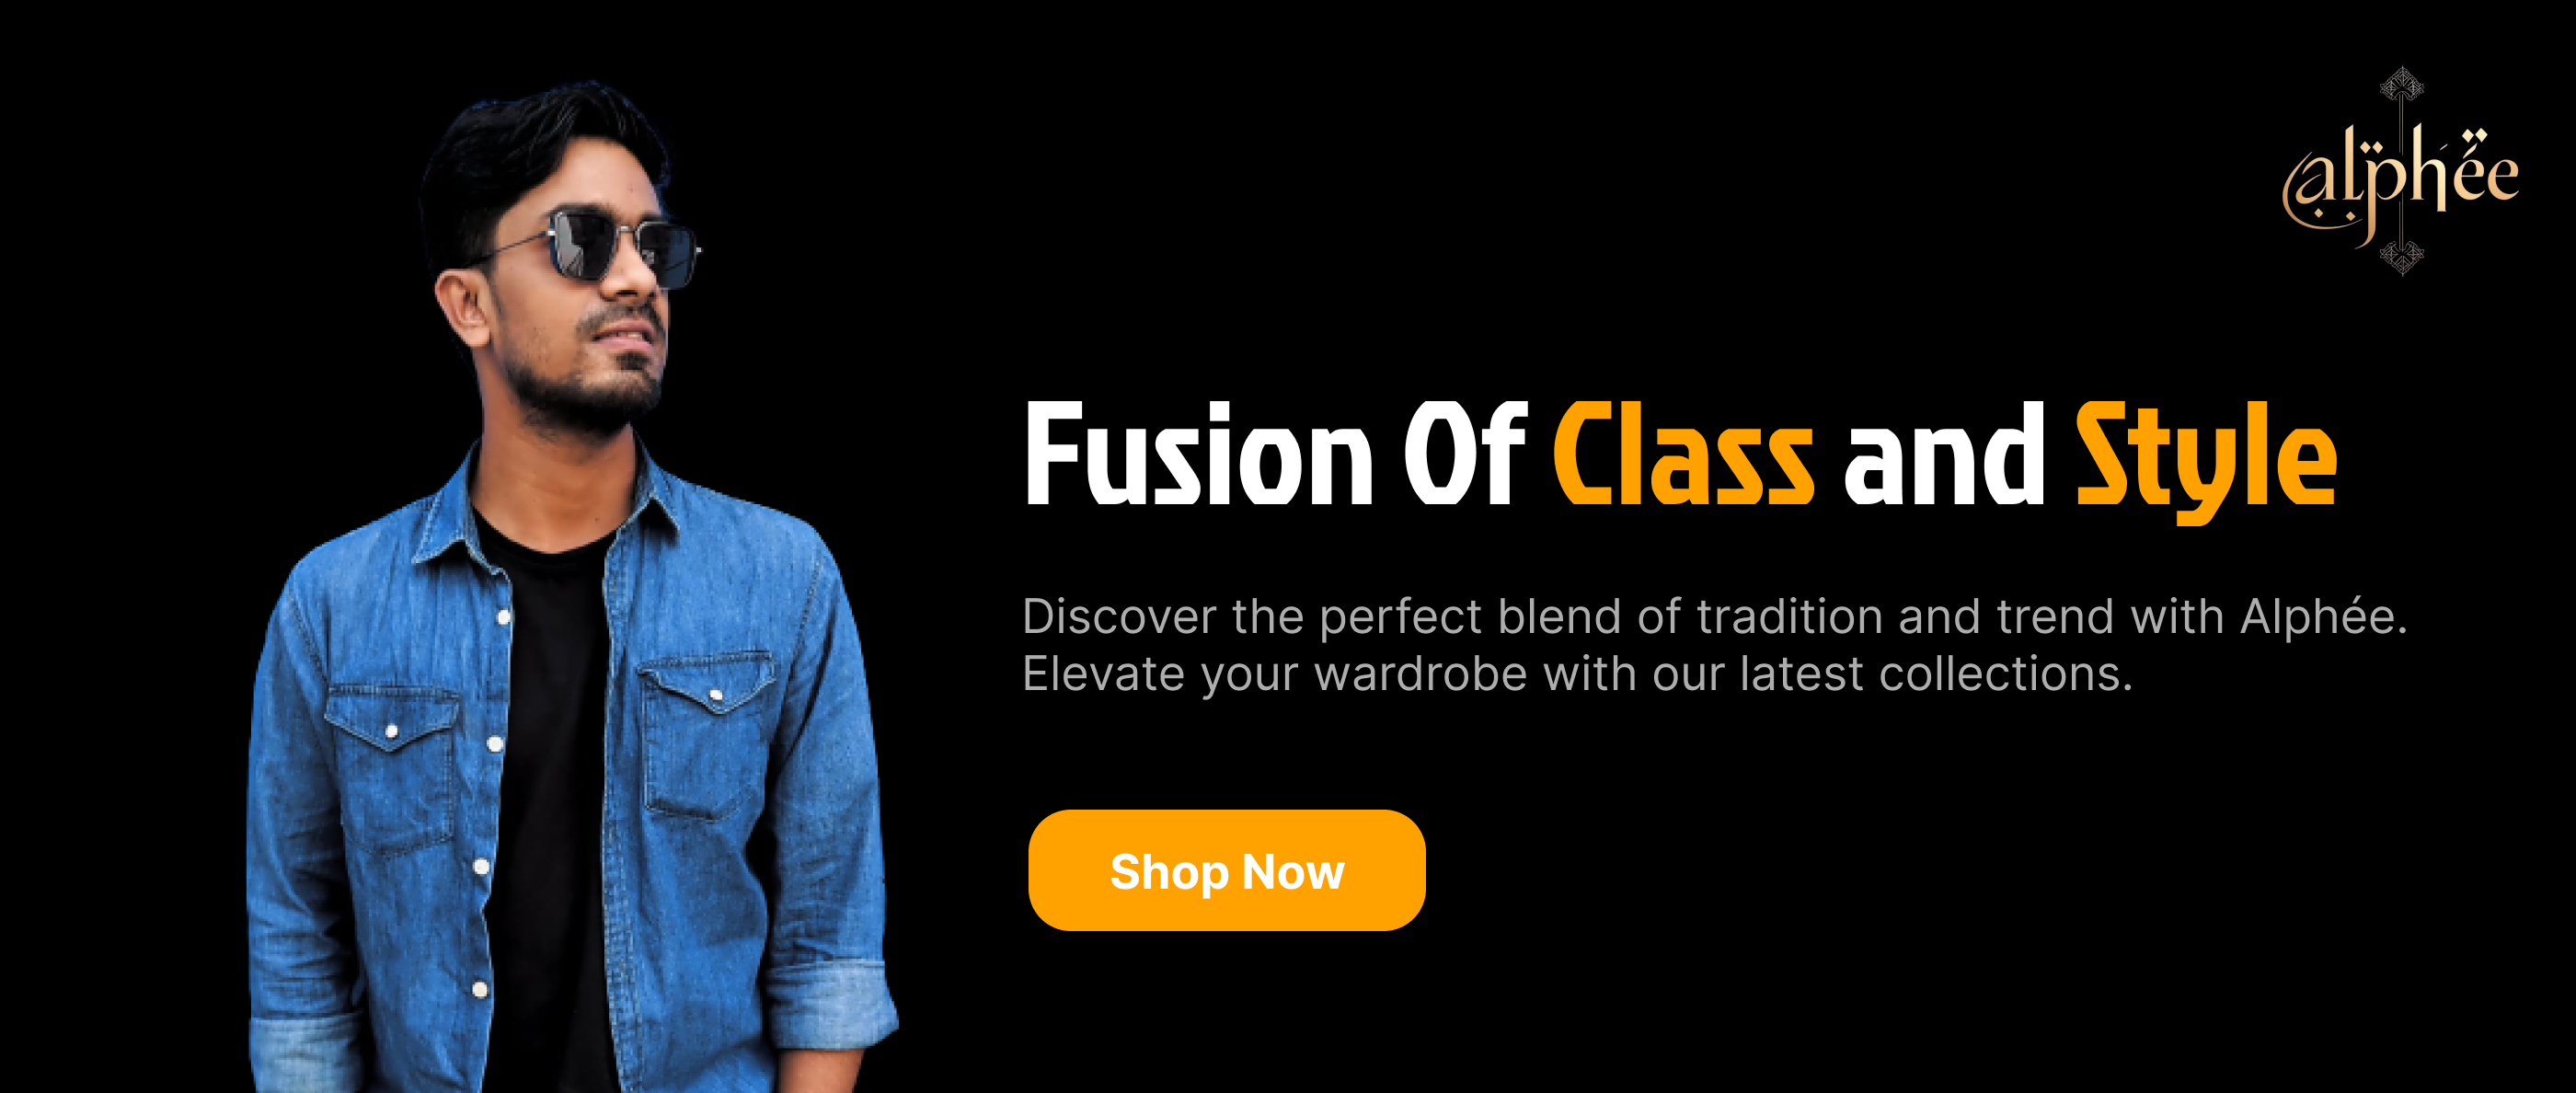 alphée
Fusion Of Class and Style
Discover the perfect blend of tradition and trend with Alphée.
Elevate your wardrobe with our latest collections.
Shop Now